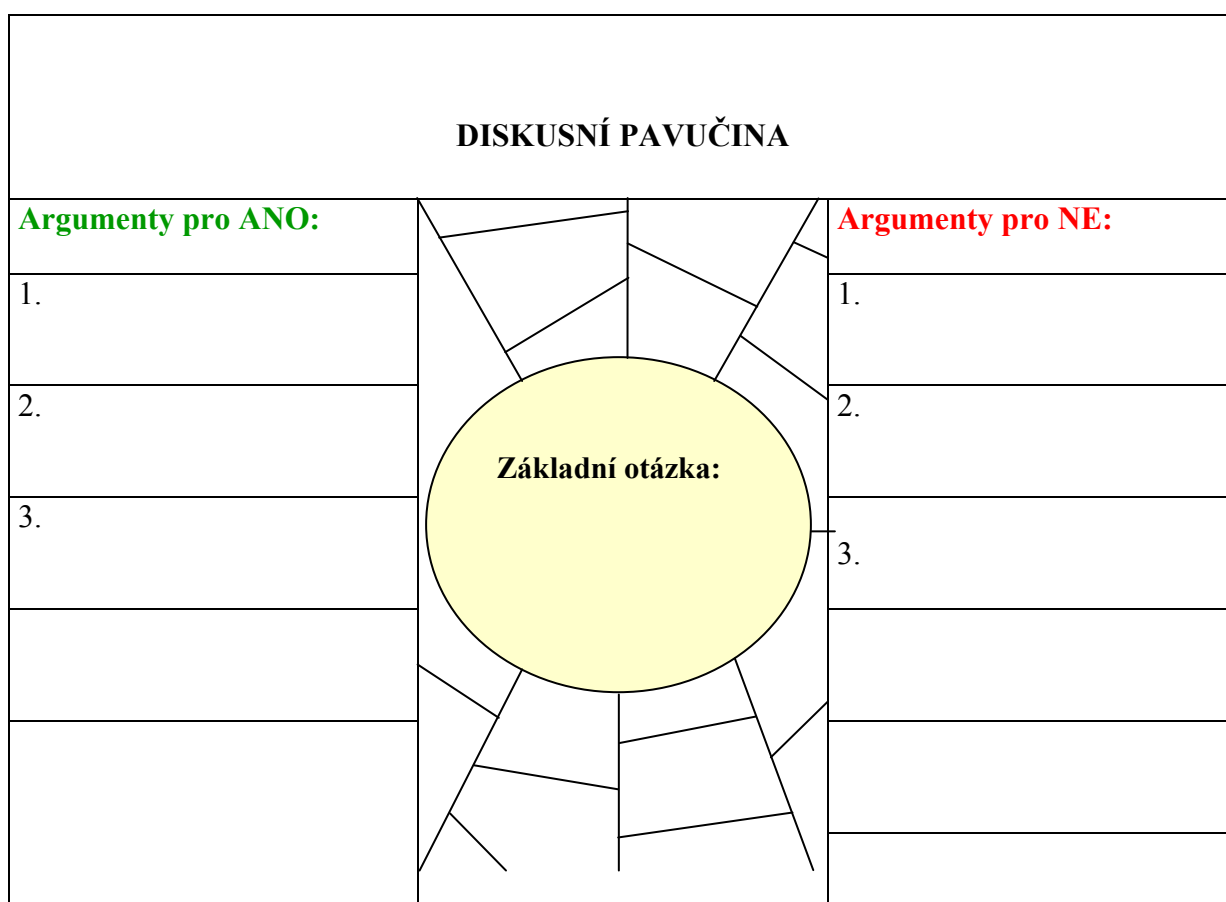 DISKUSNÍ PAVUČINA
Argumenty pro ANO:
1.
2.
3.
Základní otázka:
Argumenty pro NE:
1.
2.
3.